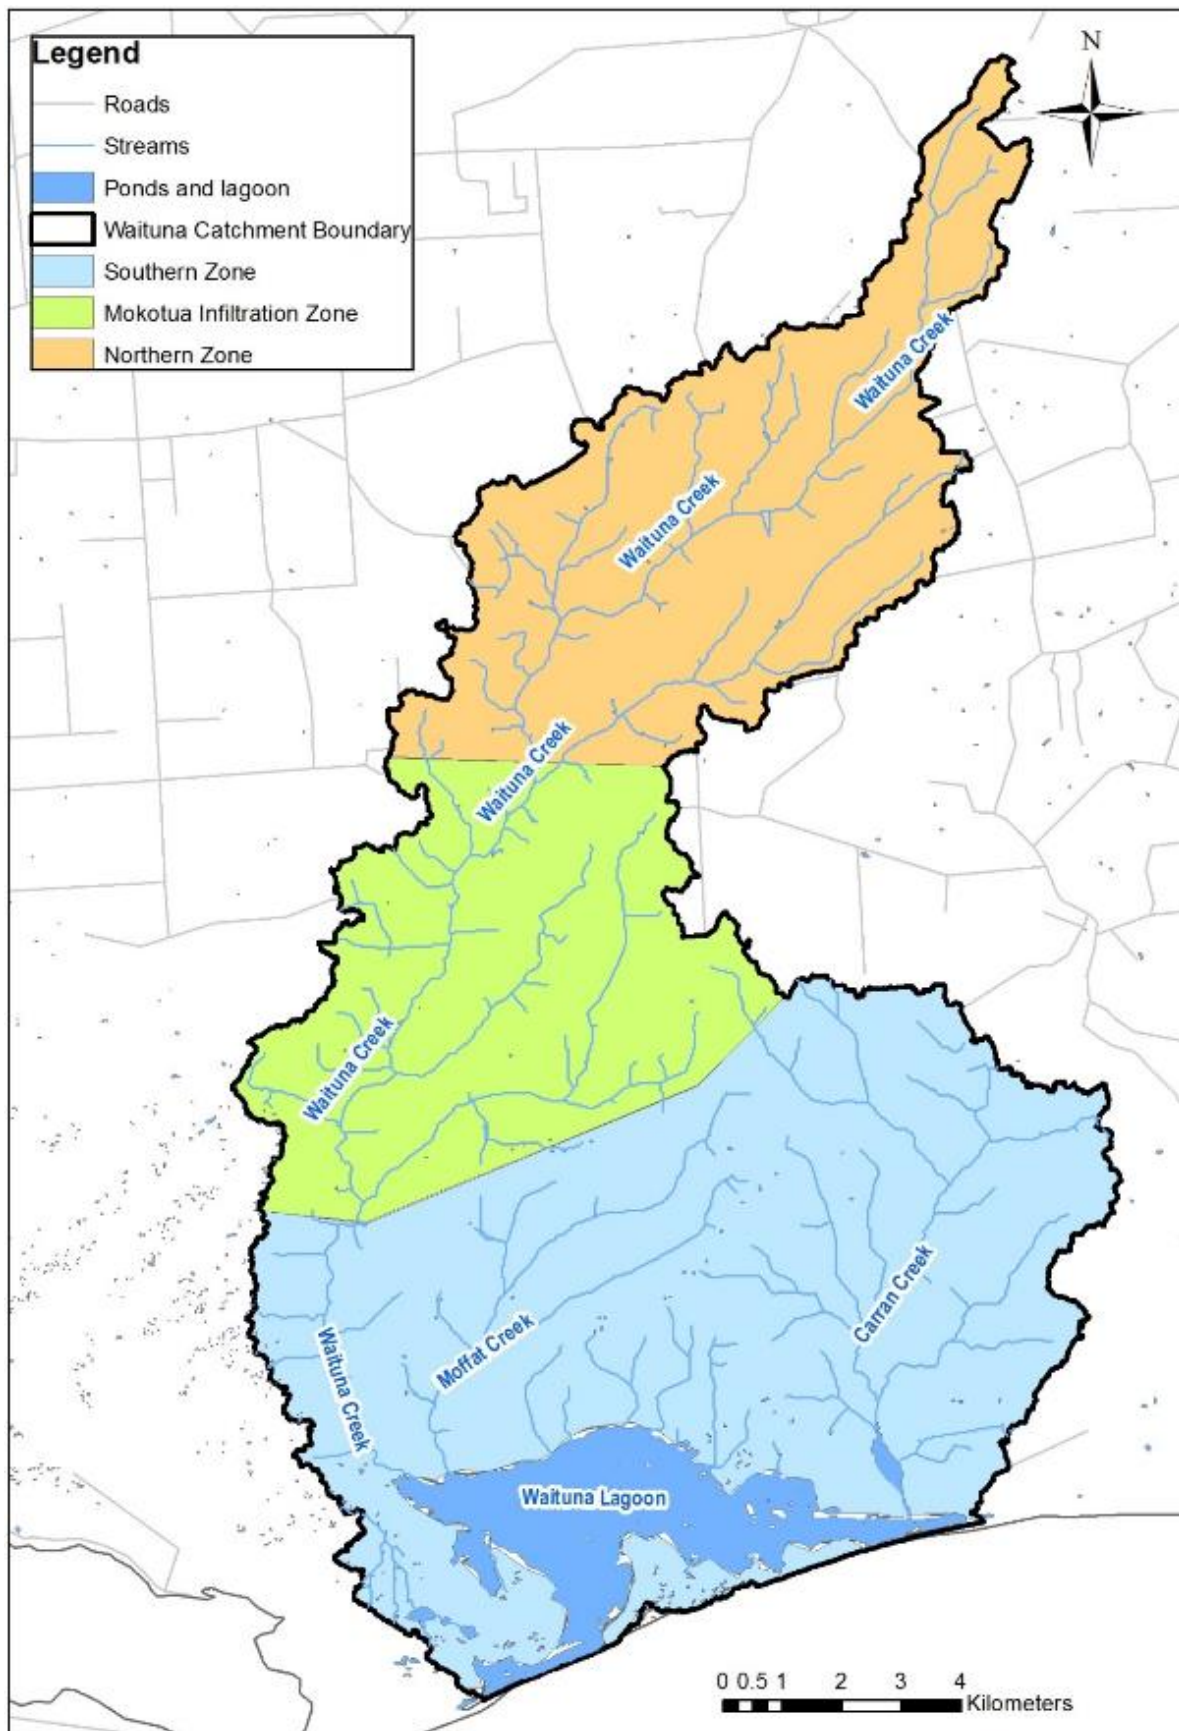 Legend
Roads
Streams
Ponds and lagoon
Waituna Catchment Boundary
Southern Zone
Mokotua Infiltration Zone
Northern Zone
N
Waituna Creek
Waituna Creek
Waituna Creek
Waituna Creek
Carran Creek
Moffat Creek
Waituna Creek
Waituna Lagoon
0 0.5 1 2 3 4
Kilometers